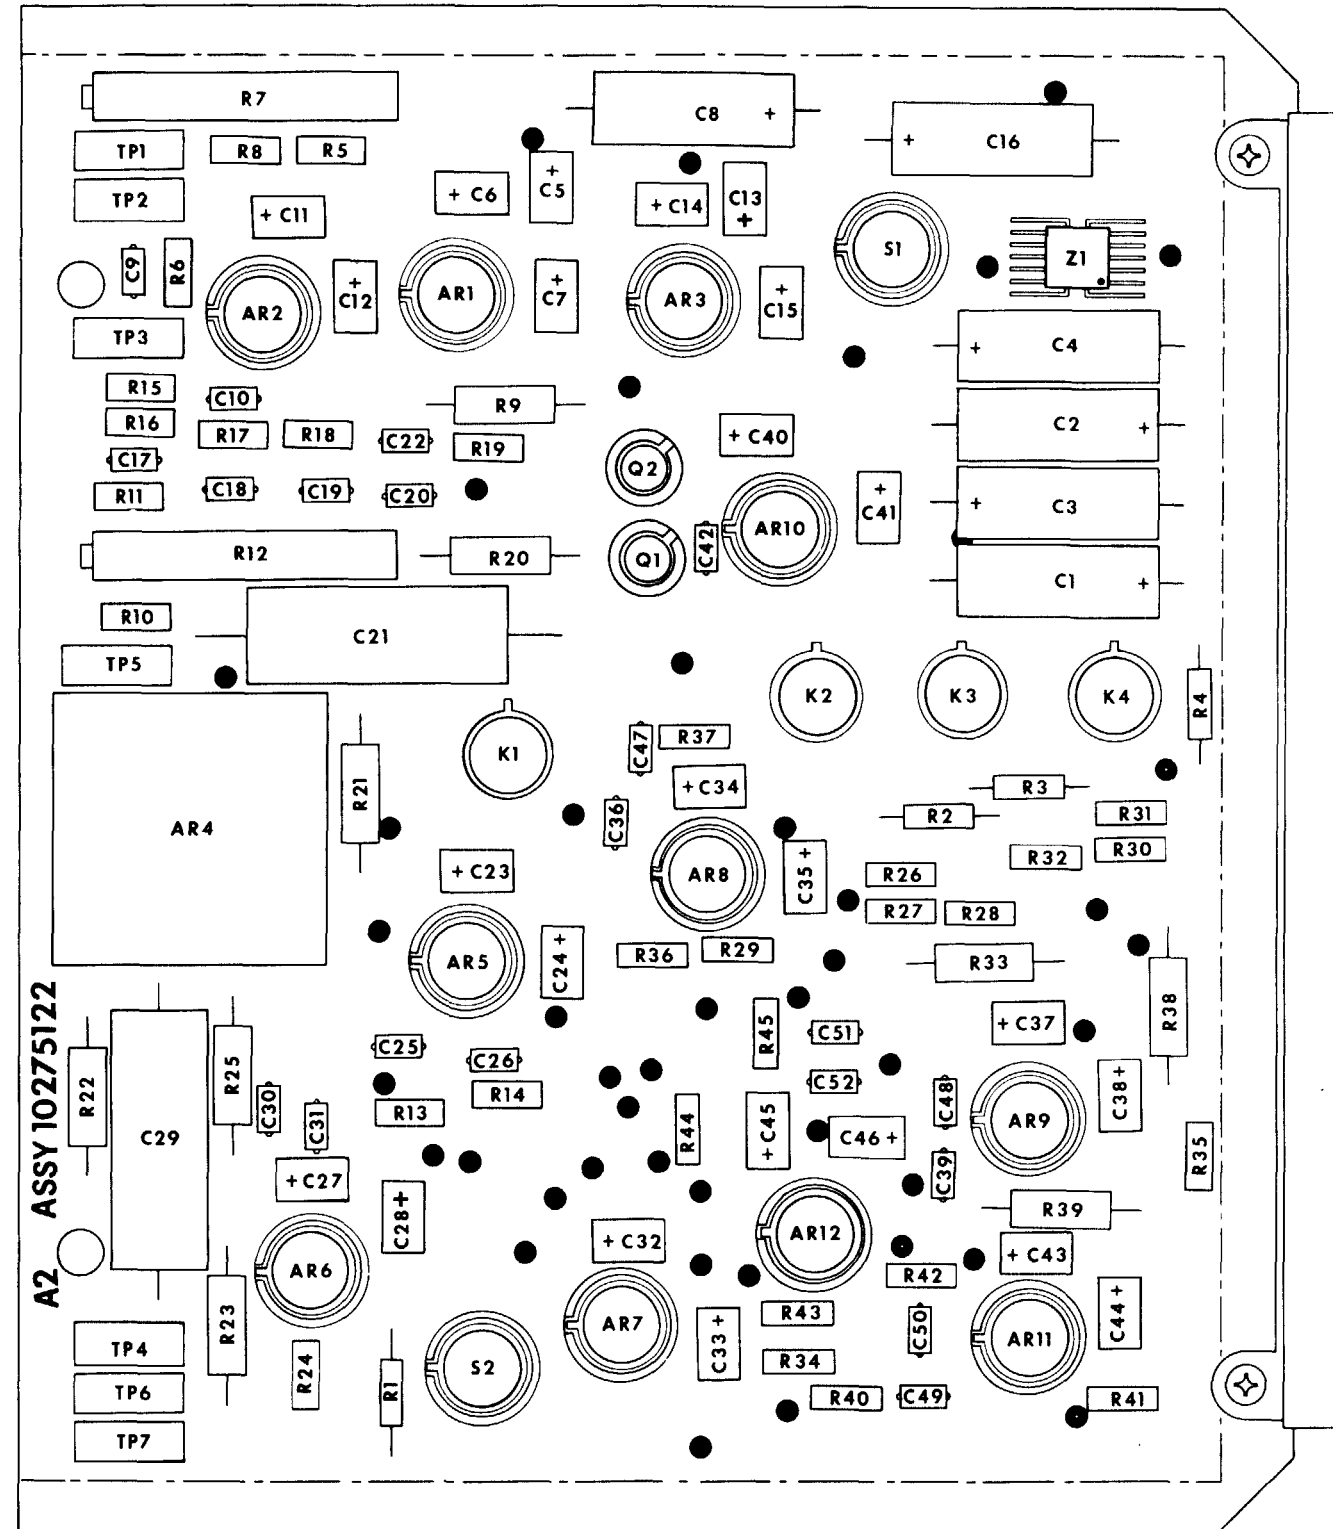 R7
C8 +
+ C16
TP1
R8
R5
TP2
+ C11
+ C6
+ C5
+ C14
C13 +
S1
Z1
C9
R6
AR2
+ C12
AR1
+ C7
AR3
+ C15
TP3
+ C4
R15
C10
R9
C2 +
R16
R17
R18
C22
R19
+ C40
C17
Q2
R11
C18
C19
C20
+ C41
+ C3
AR10
R12
R20
Q1
C42
C1 +
R10
C21
TP5
K2
K3
K4
R4
K1
C47
R37
R21
+ C34
R3
AR4
C36
R2
R31
R32
R30
+ C23
AR8
C35 +
R26
R27
R28
AR5
C24 +
R36
R29
R33
R38
A2 ASSY 10275122
R22
R25
C25
C26
R45
C51
+ C37
C52
C29
C30
C31
R13
R14
R44
+ C45
C46 +
C48
AR9
C38 +
R35
+ C27
C28 +
C39
R39
AR6
+ C32
AR12
+ C43
R42
R23
AR7
C33 +
R43
C50
AR11
C44 +
TP4
R24
R1
S2
R34
TP6
R40
C49
R41
TP7